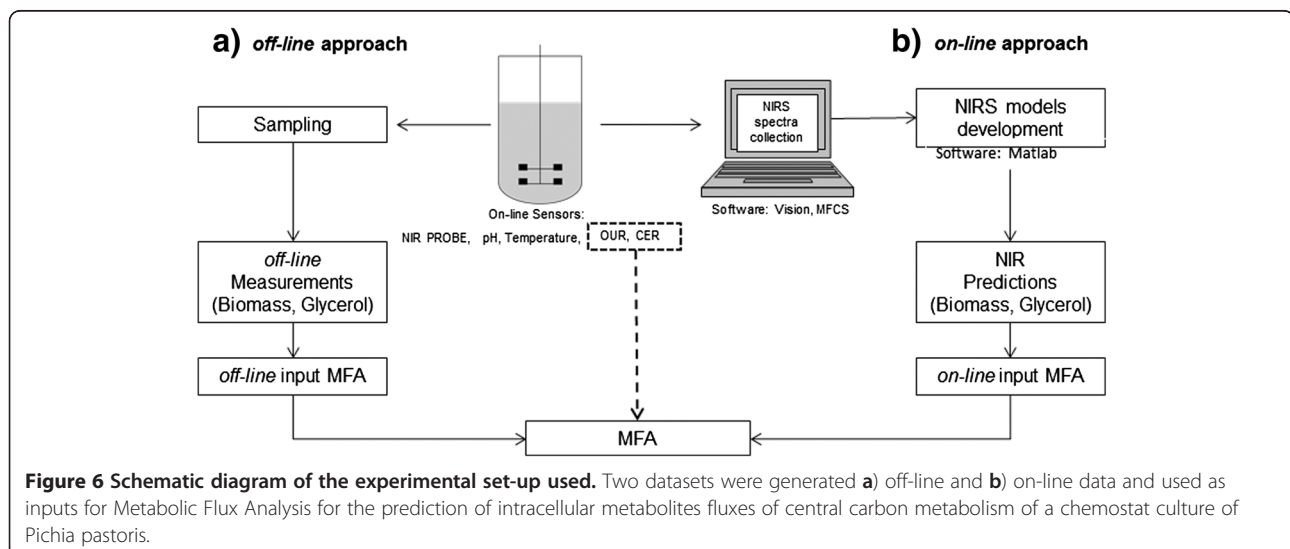 a) off-line approach
b) on-line approach
Sampling
NIRS
spectra
collection
NIRS models
development
Software: Matlab
Software: Vision, MFCS
On-line Sensors:
NIR PROBE, pH, Temperature, OUR, CER
off-line
Measurements
(Biomass, Glycerol)
NIR
Predictions
(Biomass, Glycerol)
off-line input MFA
on-line input MFA
MFA
Figure 6 Schematic diagram of the experimental set-up used. Two datasets were generated a) off-line and b) on-line data and used as
inputs for Metabolic Flux Analysis for the prediction of intracellular metabolites fluxes of central carbon metabolism of a chemostat culture of
Pichia pastoris.